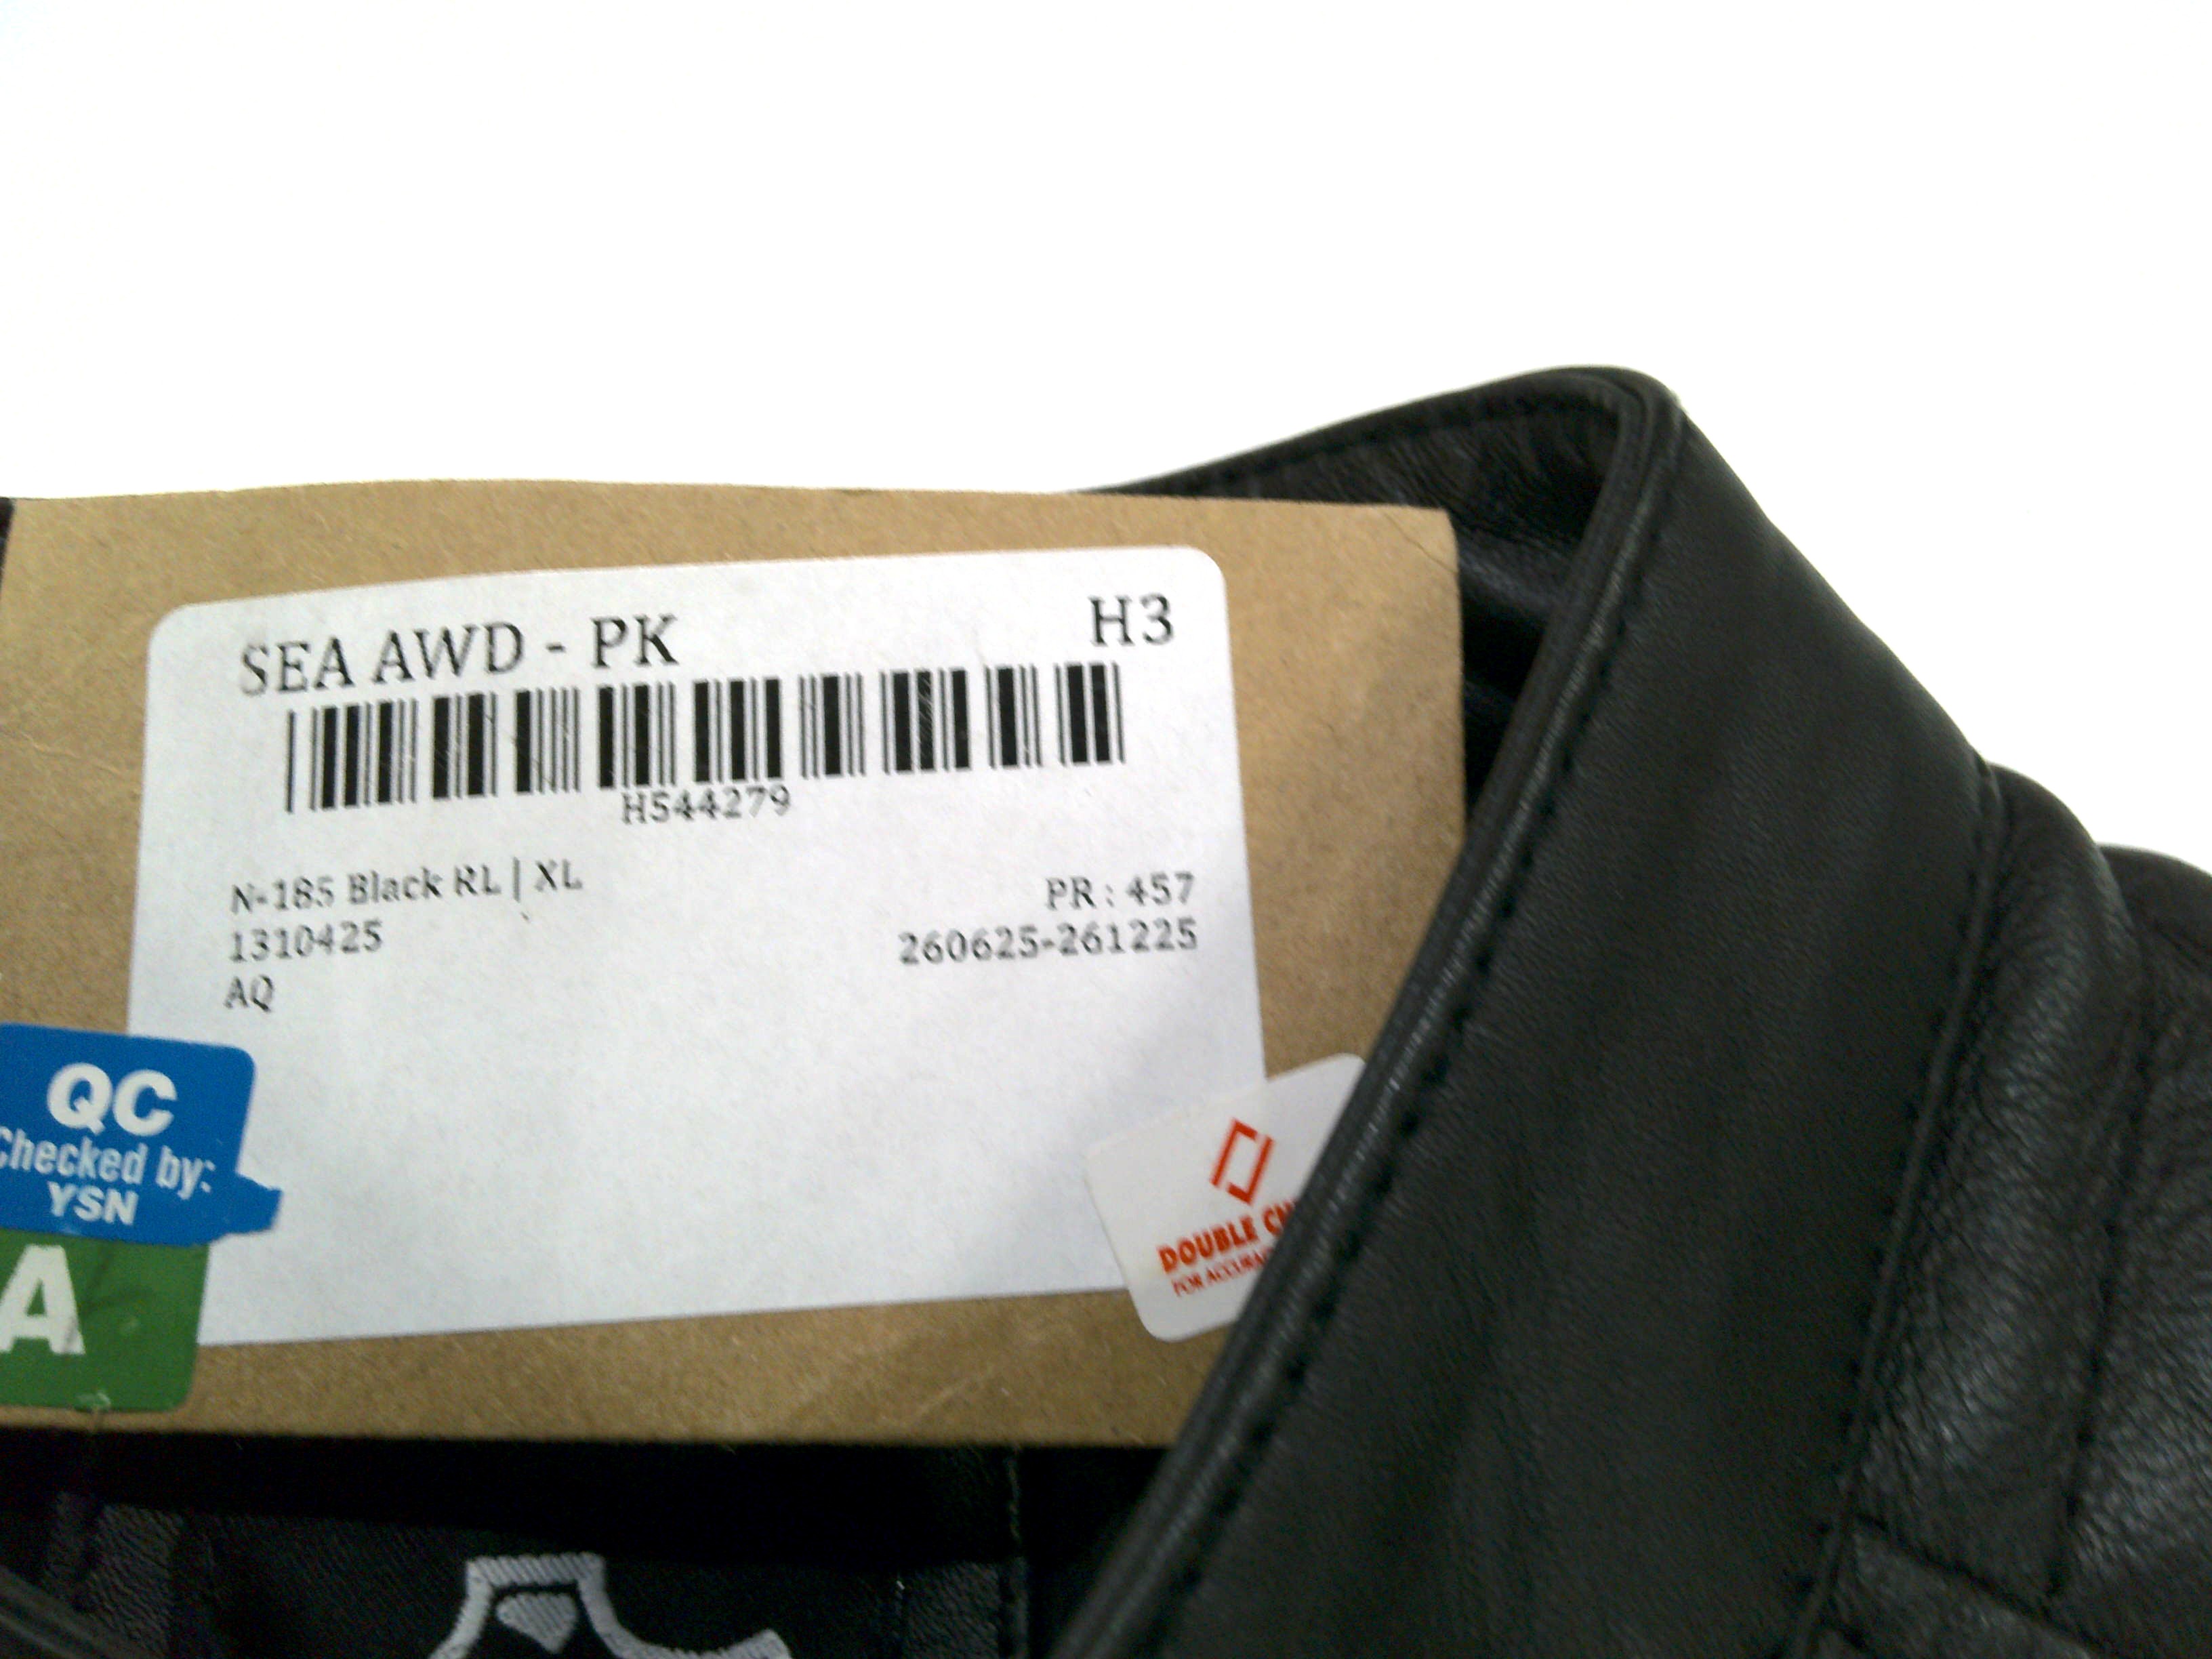 SEA AWD - PK
H3
H544279
N-185 Black RL | XL
PR : 457
1310425
260625-261225
AQ
QC
Checked by:
YSN
A
DOUBLE
FOR